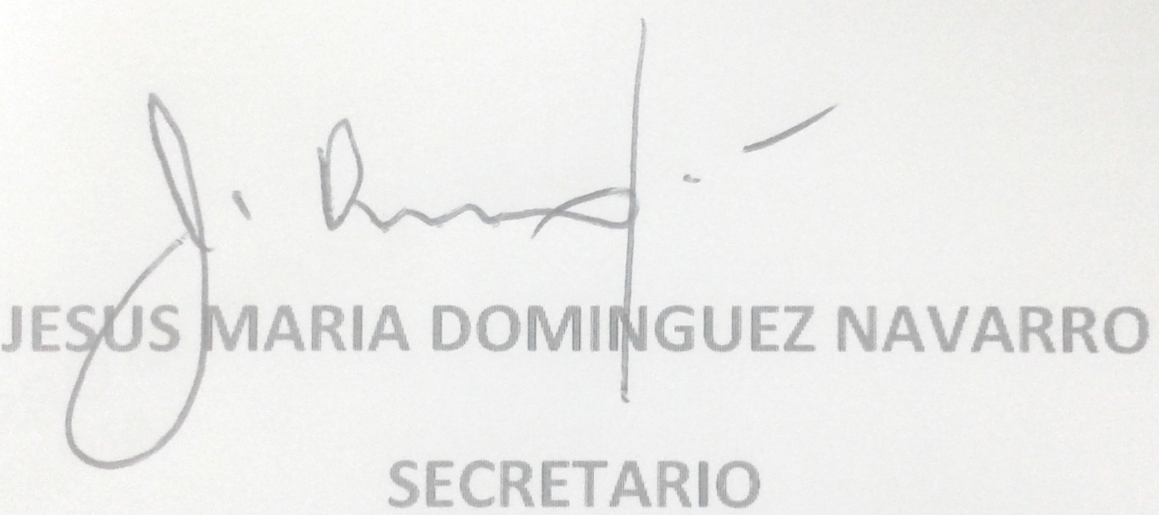 JESUS MARIA DOMINGUEZ NAVARRO
SECRETARIO